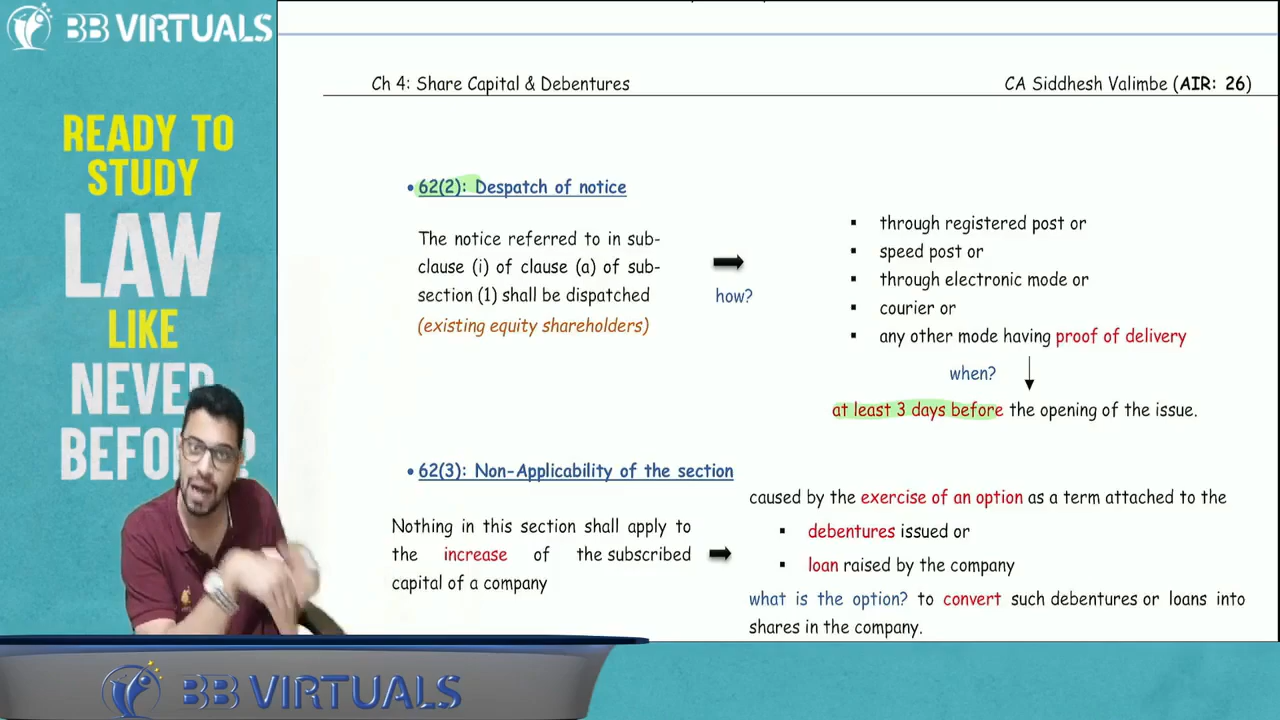 BB VIRTUALS
READY TO
STUDY
LAW
LIKE
NEVER
BEFO ?
Ch 4: Share Capital & Debentures
CA Siddhesh Valimbe (AIR: 26)
• 62(2): Despatch of notice
The notice referred to in sub-
clause (i) of clause (a) of sub-
section (1) shall be dispatched
(existing equity shareholders)
how?
▪ through registered post or
▪ speed post or
▪ through electronic mode or
▪ courier or
▪ any other mode having proof of delivery
when?
at least 3 days before the opening of the issue.
• 62(3): Non-Applicability of the section
Nothing in this section shall apply to
the increase of the subscribed
capital of a company
caused by the exercise of an option as a term attached to the
▪ debentures issued or
▪ loan raised by the company
what is the option? to convert such debentures or loans into
shares in the company.
BB VIRTUALS